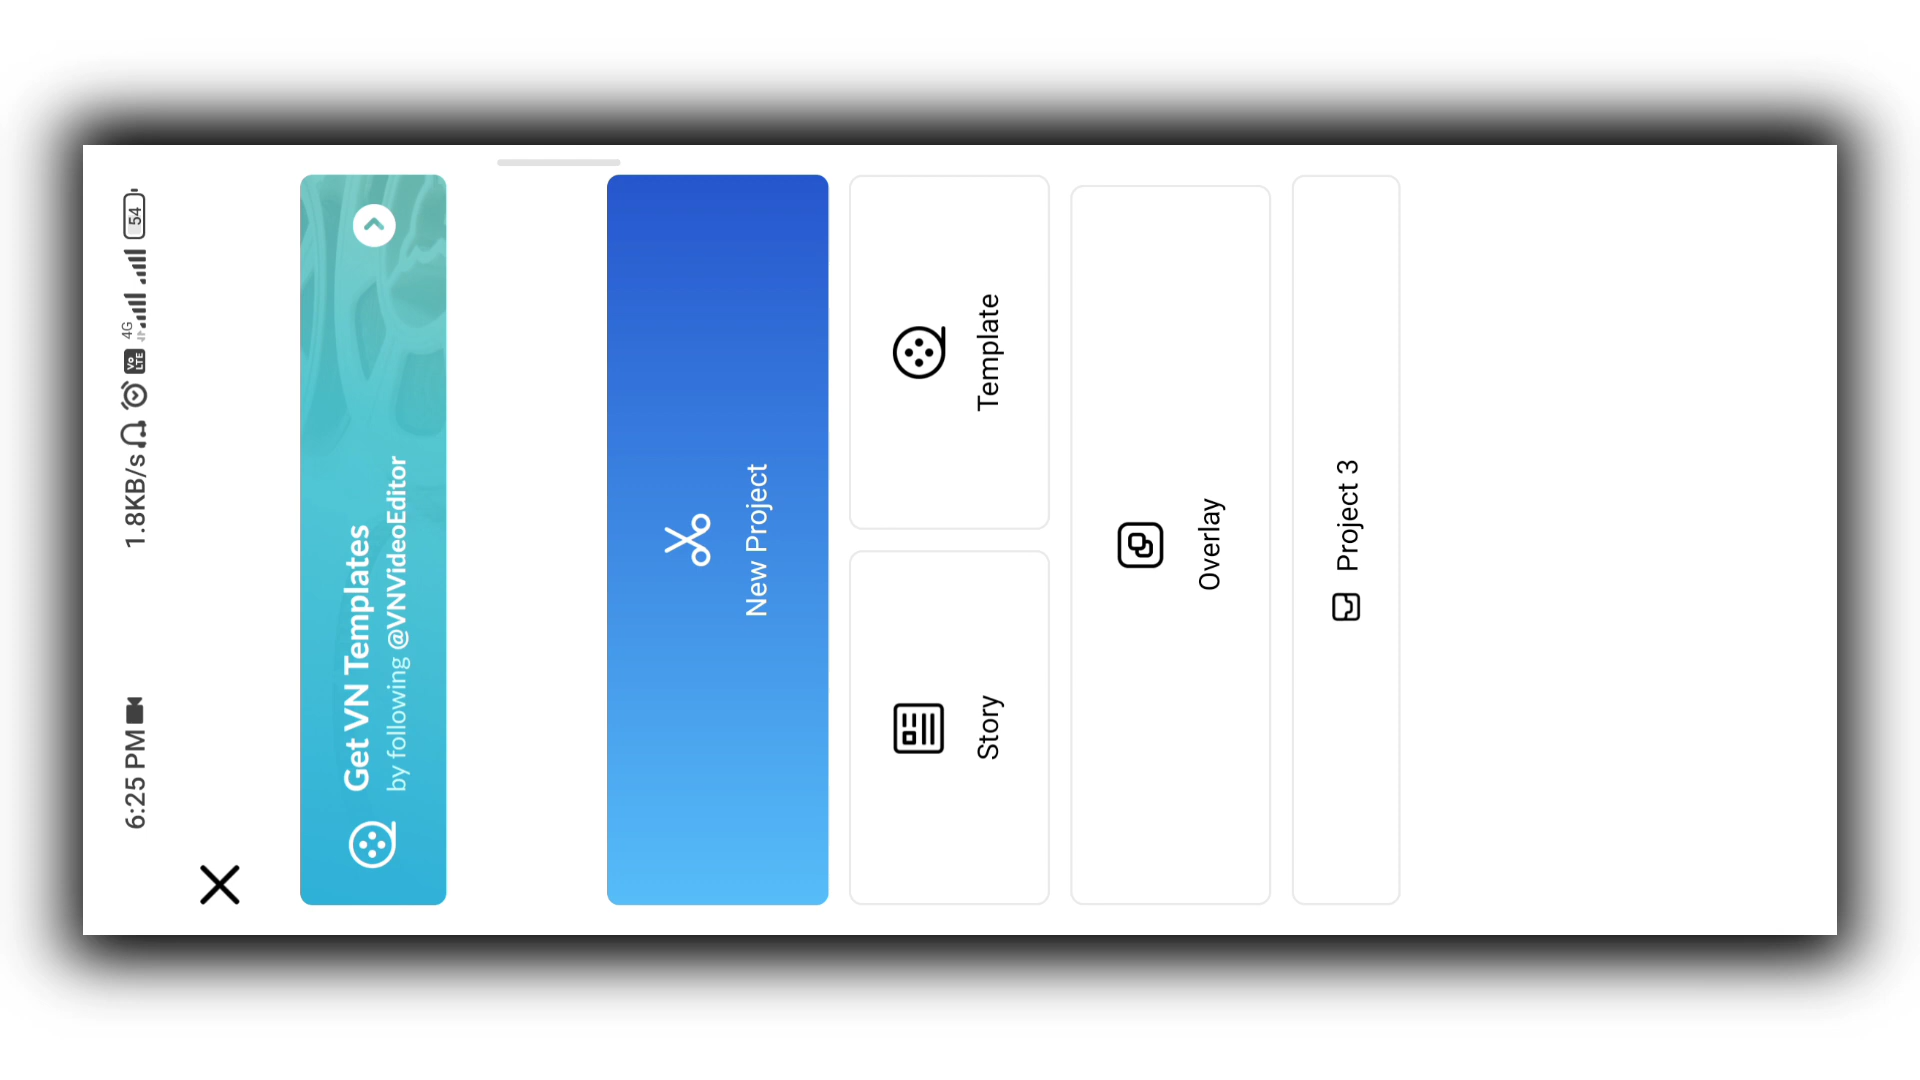 6:25 PM
1.8KB/s
VoLTE
4G
54
Get VN Templates
by following @VNVideoEditor
New Project
Story
Template
Overlay
Project 3